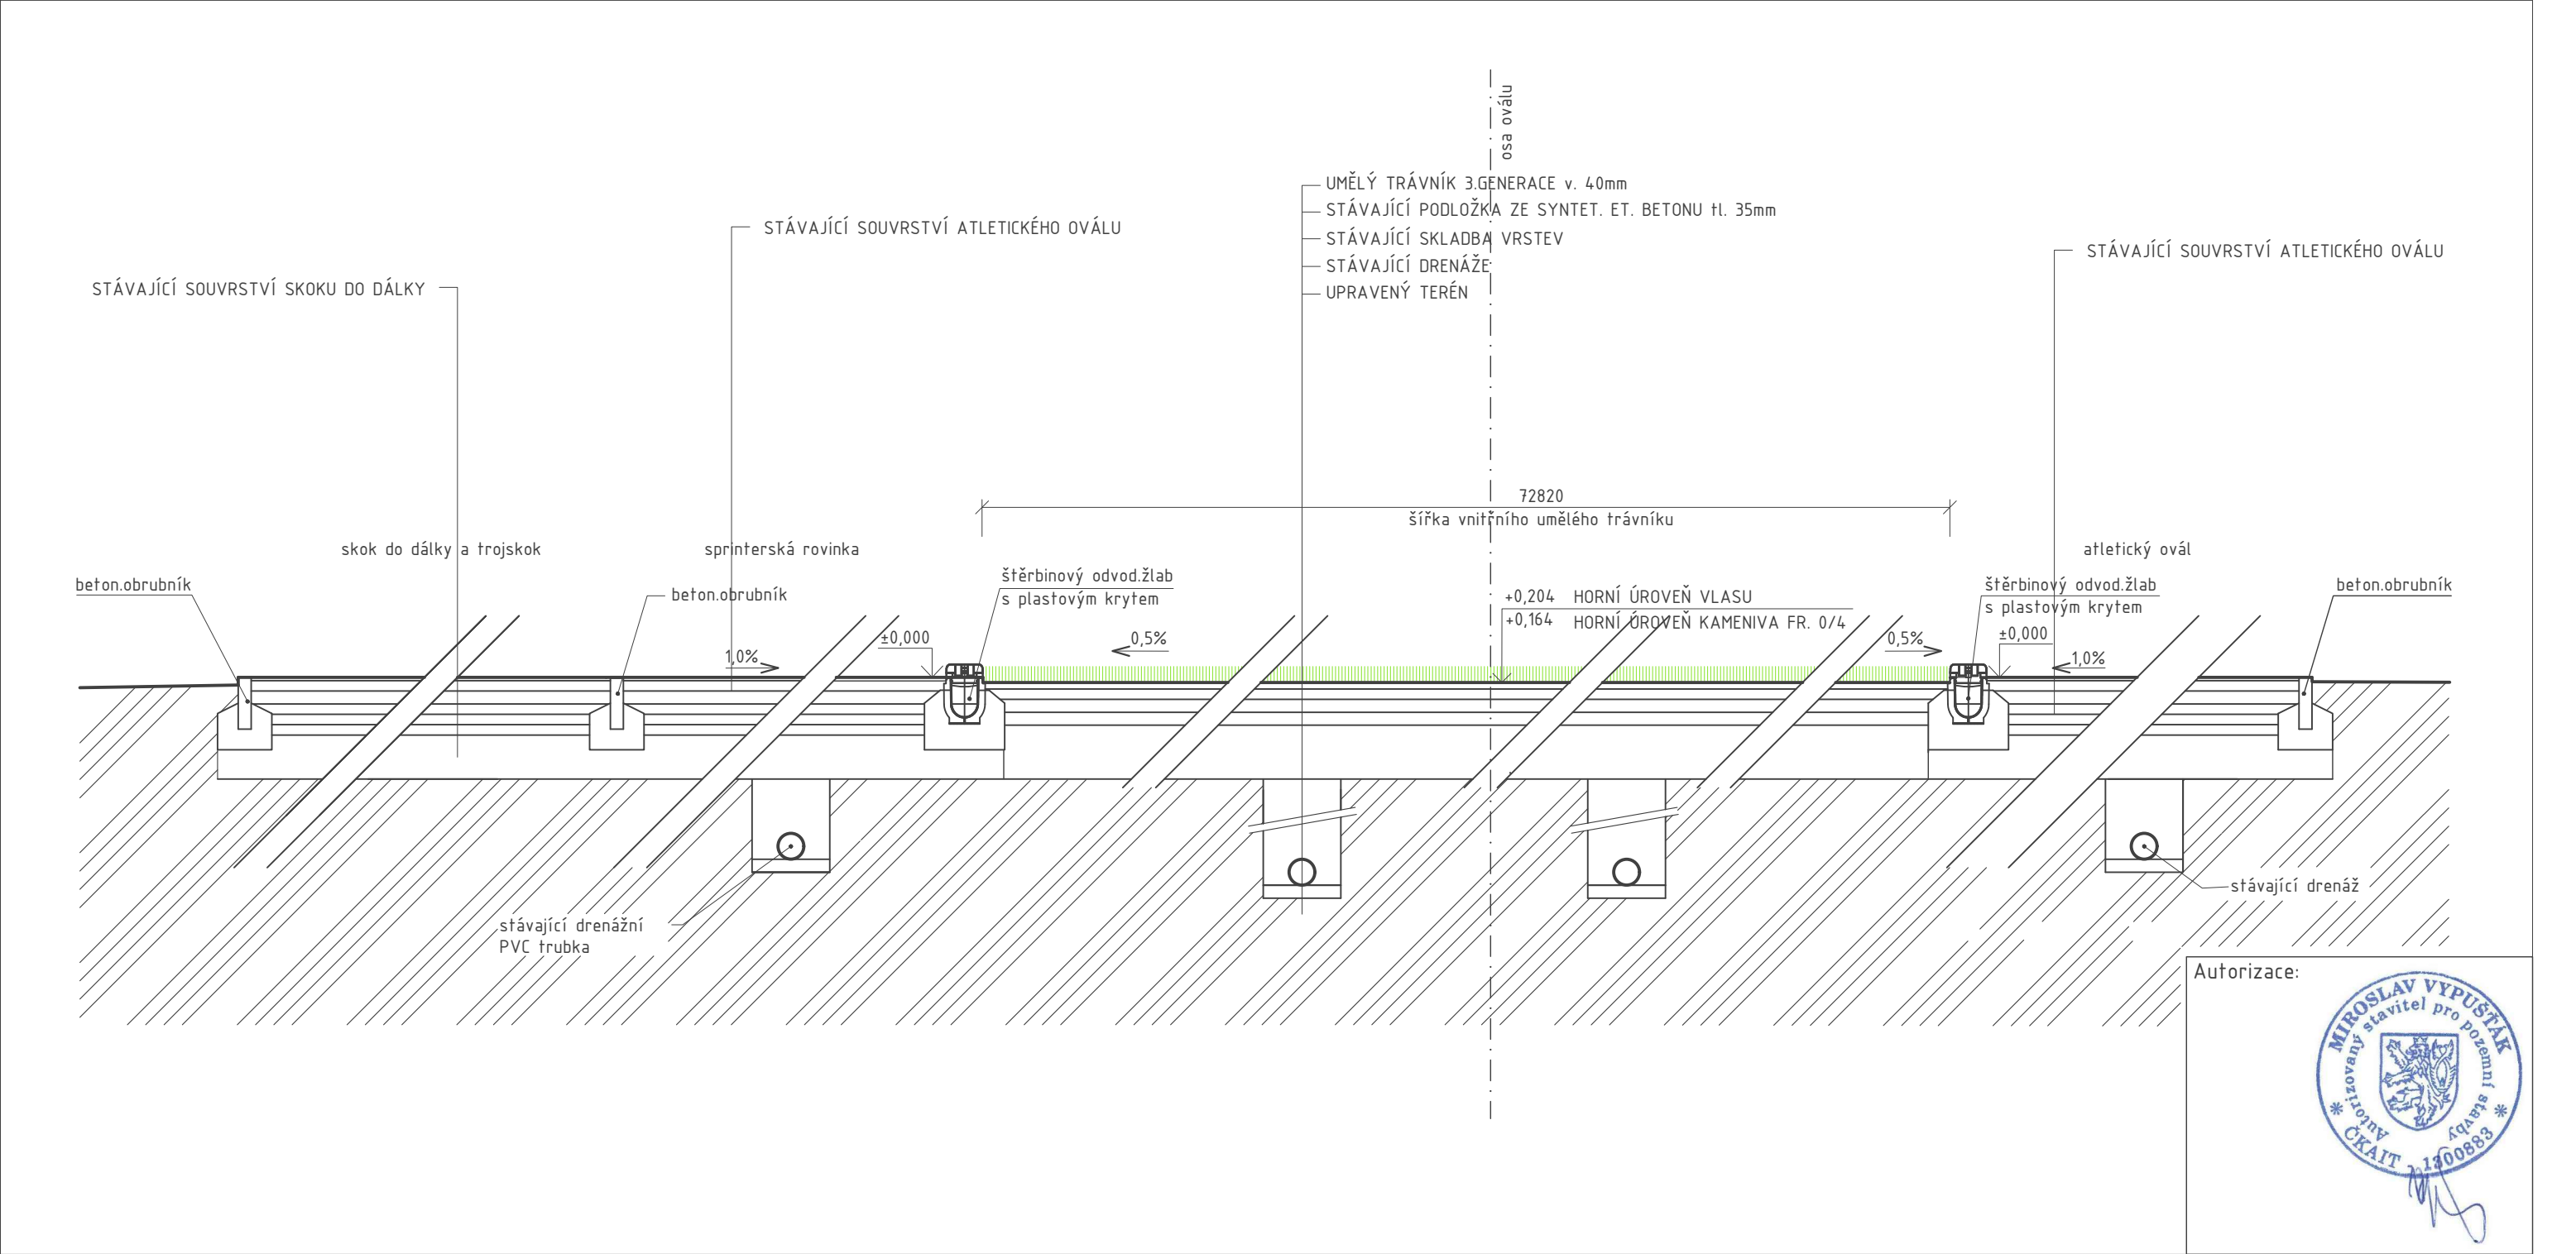 osa oválu
UMĚLÝ TRÁVNÍK 3.GENERACE v. 40mm
STÁVAJÍCÍ PODLOŽKA ZE SYNTET. ET. BETONU tl. 35mm
STÁVAJÍCÍ SKLADBA VRSTEV
STÁVAJÍCÍ DRENÁŽE
UPRAVENÝ TERÉN
STÁVAJÍCÍ SOUVRSTVÍ ATLETICKÉHO OVÁLU
STÁVAJÍCÍ SOUVRSTVÍ ATLETICKÉHO OVÁLU
STÁVAJÍCÍ SOUVRSTVÍ SKOKU DO DÁLKY
72820
šířka vnitřního umělého trávníku
skok do dálky a trojskok
sprinterská rovinka
atletický ovál
beton.obrubník
beton.obrubník
štěrbinový odvod.žlab
s plastovým krytem
+0,204 HORNÍ ÚROVEŇ VLASU
+0,164 HORNÍ ÚROVEŇ KAMENIVA FR. 0/4
štěrbinový odvod.žlab
s plastovým krytem
beton.obrubník
1,0%
±0,000
0,5%
0,5%
±0,000
1,0%
stávající drenážní
PVC trubka
stávající drenáž
Autorizace:
MIROSLAV VYPUŠŤÁK
Autorizovaný stavitel pro pozemní stavby
ČKAIT 1300883